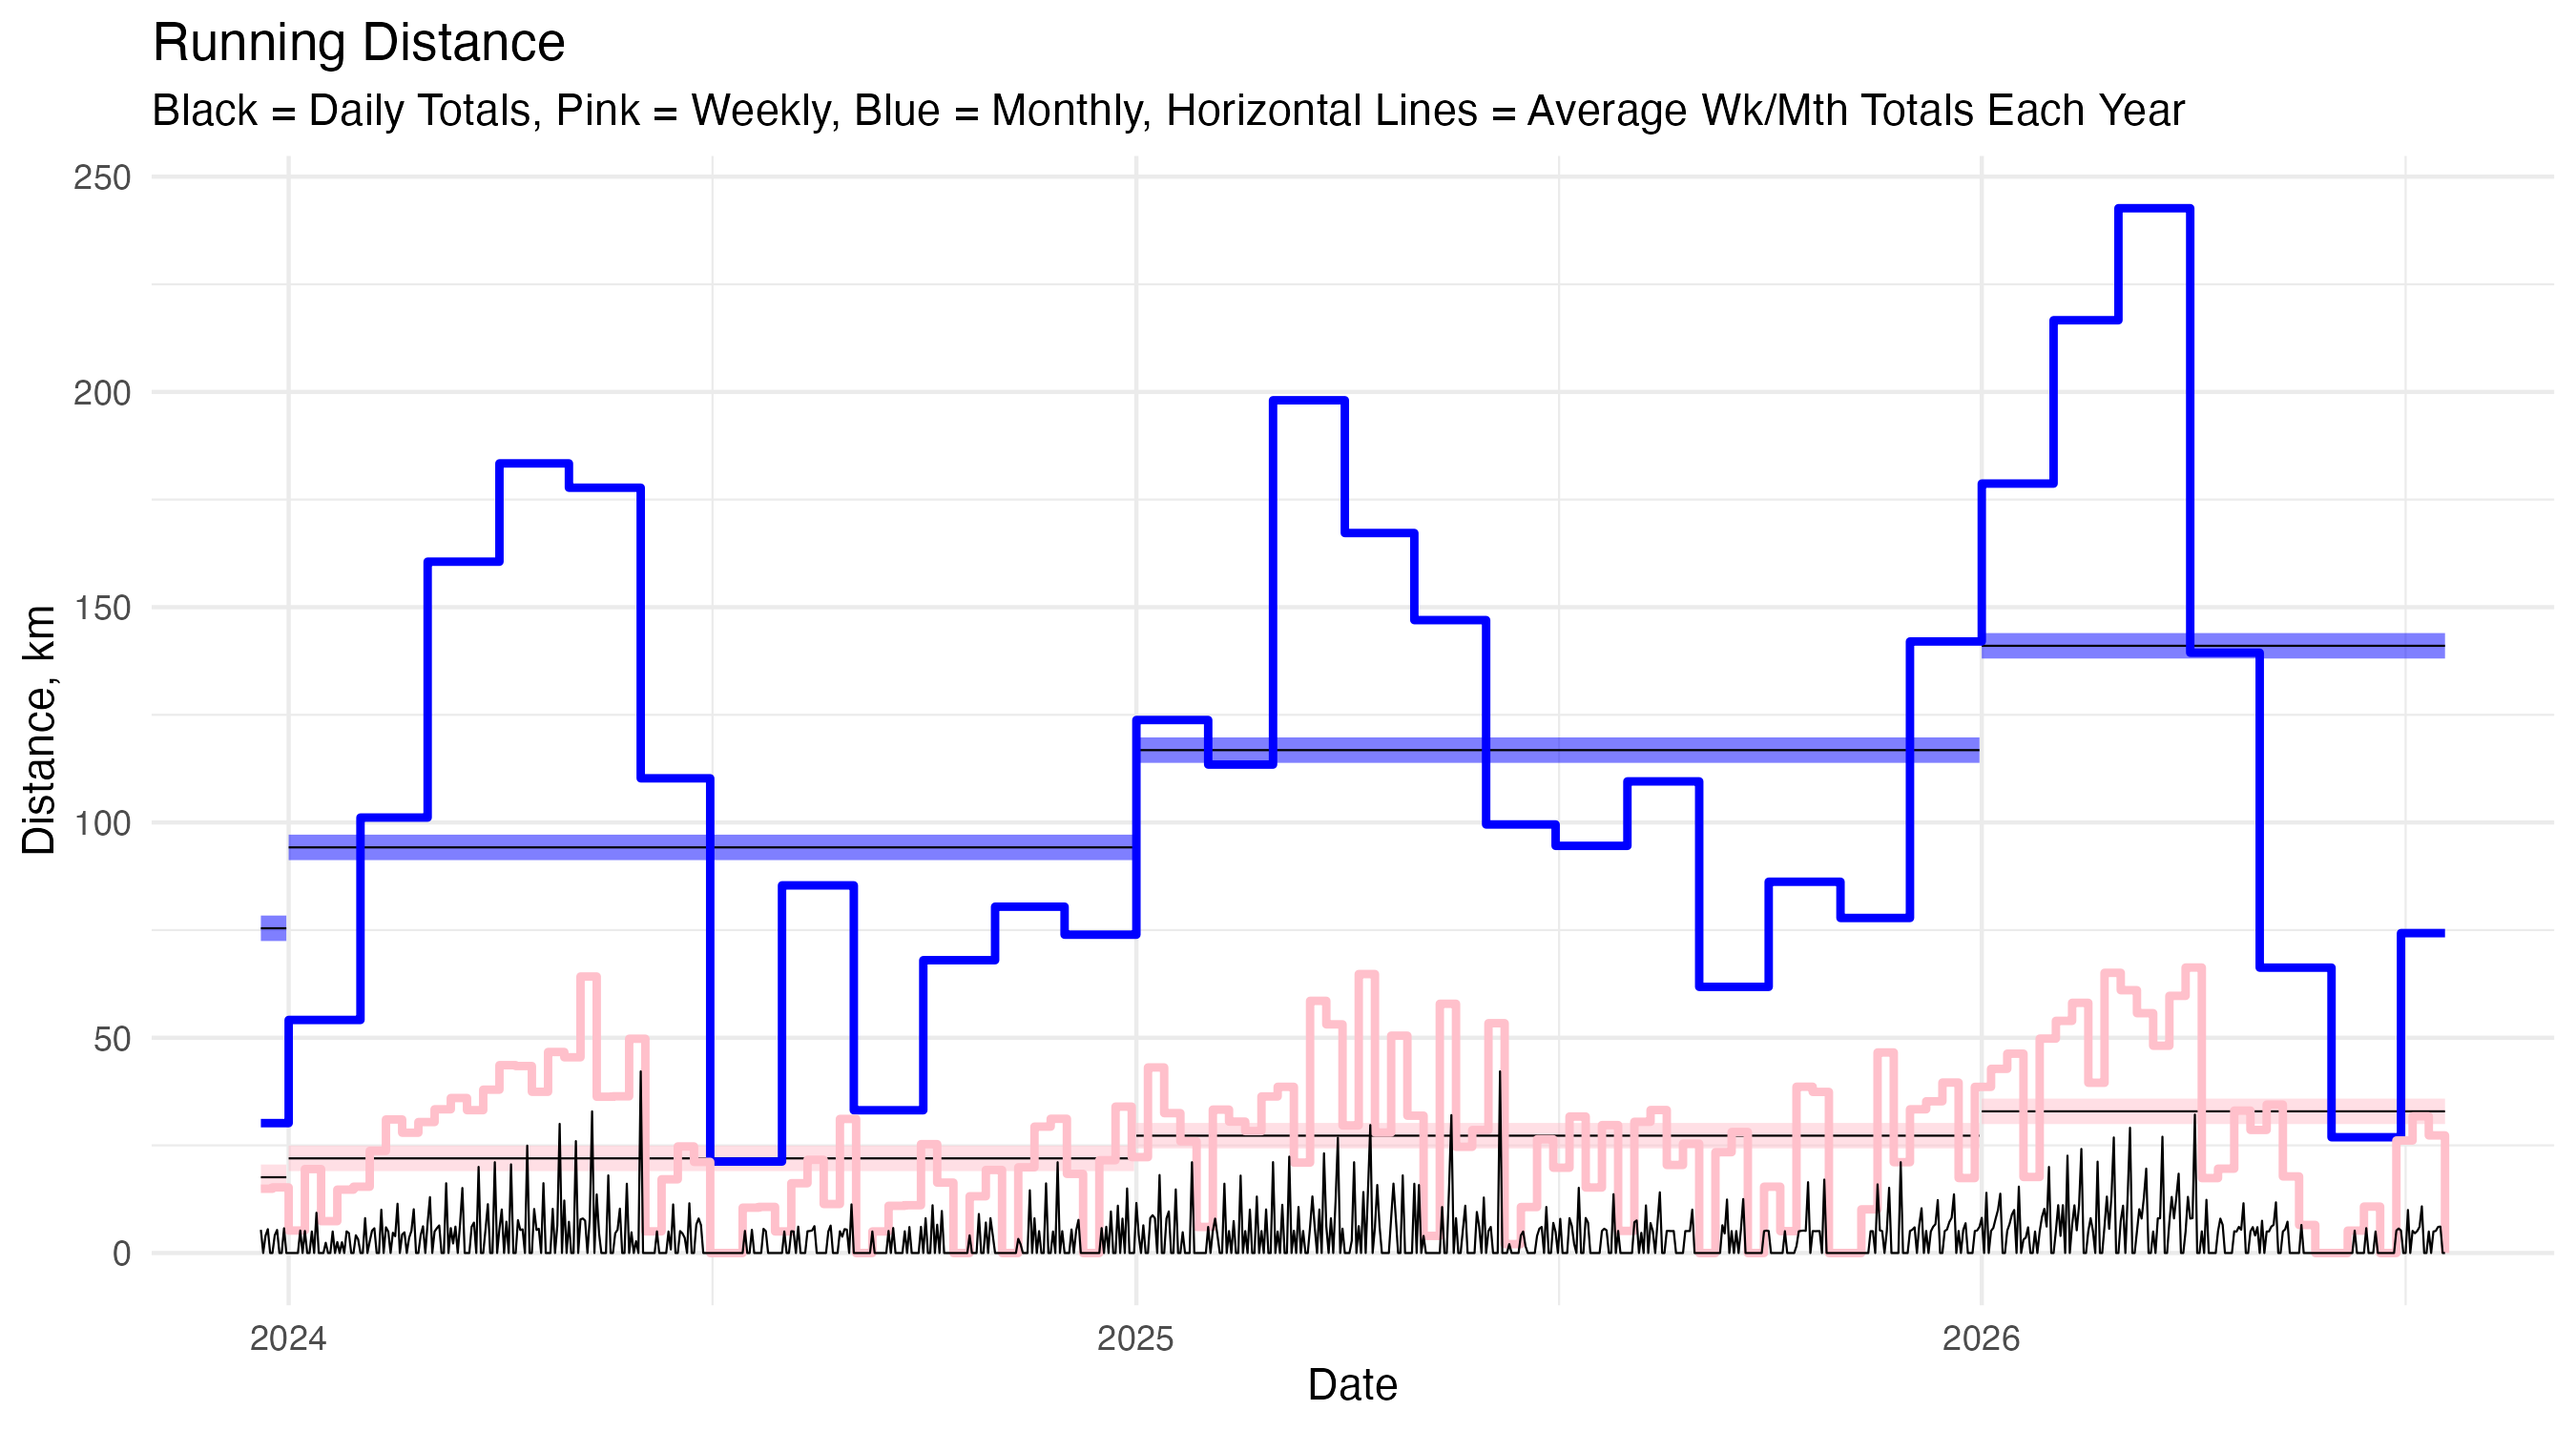 Running Distance
Black = Daily Totals, Pink = Weekly, Blue = Monthly, Horizontal Lines = Average Wk/Mth Totals Each Year
250
200
150
100
50
0
Distance, km
2024
2025
2026
Date